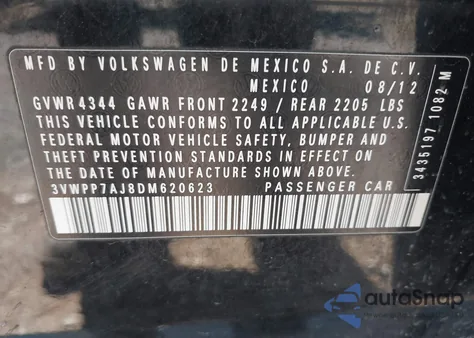 MFD BY VOLKSWAGEN DE MEXICO S.A. DE C.V.
MEXICO 08/12
GVWR 4344 GAWR FRONT 2249 / REAR 2205 LBS
THIS VEHICLE CONFORMS TO ALL APPLICABLE U.S.
FEDERAL MOTOR VEHICLE SAFETY, BUMPER AND
THEFT PREVENTION STANDARDS IN EFFECT ON
THE DATE OF MANUFACTURE SHOWN ABOVE.
3VWPP7AJ8DM620623 PASSENGER CAR
3435197 1082 M
autoSnap